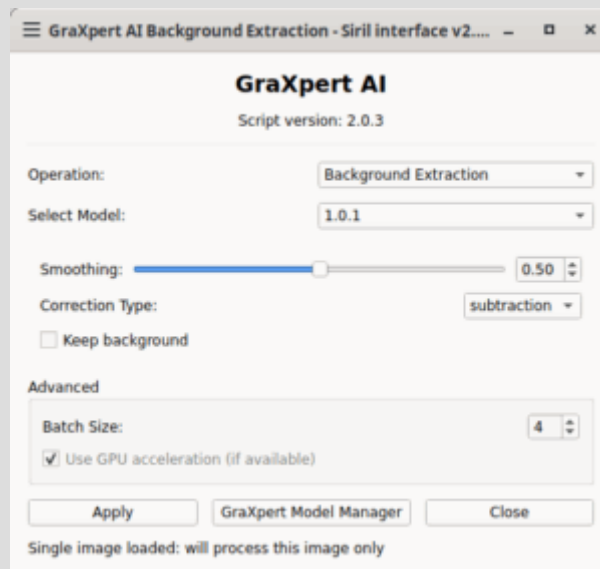 GraXpert AI Background Extraction - Siril interface v2....
GraXpert AI
Script version: 2.0.3
Operation: Background Extraction
Select Model: 1.0.1
Smoothing: 0.50
Correction Type: subtraction
Keep background
Advanced
Batch Size: 4
Use GPU acceleration (if available)
Apply GraXpert Model Manager Close
Single image loaded: will process this image only